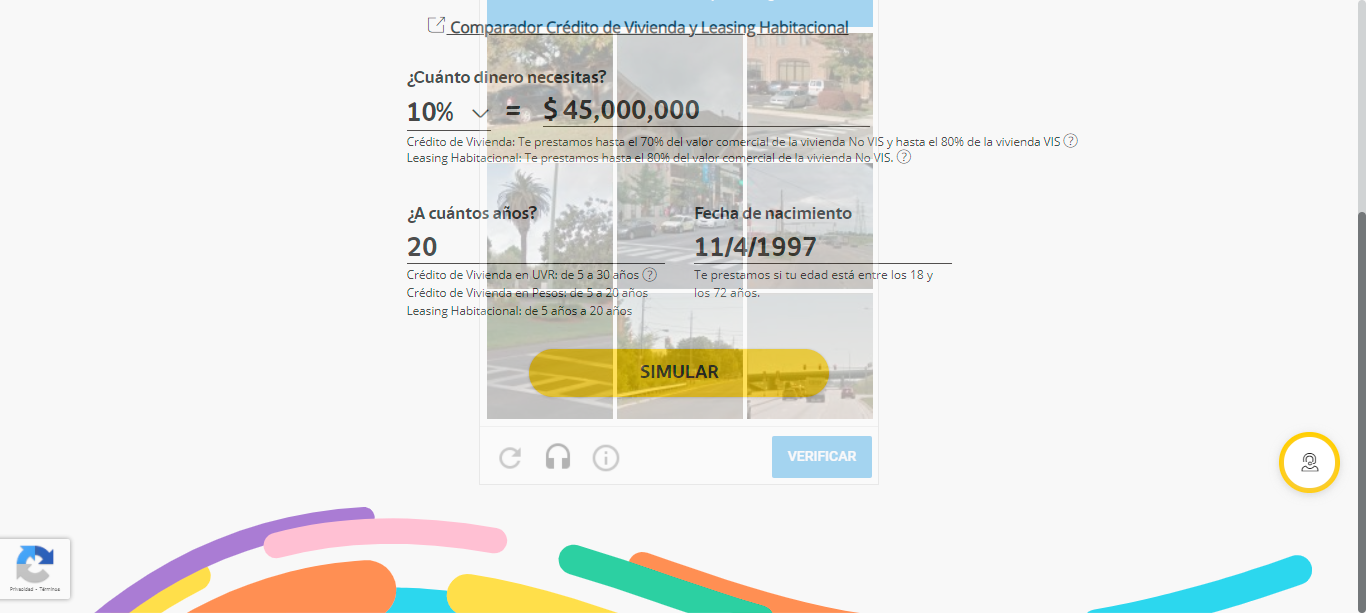 Comparador Crédito de Vivienda y Leasing Habitacional
¿Cuánto dinero necesitas?
10% = $ 45,000,000
Crédito de Vivienda: Te prestamos hasta el 70% del valor comercial de la vivienda No VIS y hasta el 80% de la vivienda VIS ?
Leasing Habitacional: Te prestamos hasta el 80% del valor comercial de la vivienda No VIS. ?
¿A cuántos años? Fecha de nacimiento
20 11/4/1997
Crédito de Vivienda en UVR: de 5 a 30 años ? Te prestamos si tu edad está entre los 18 y
Crédito de Vivienda en Pesos: de 5 a 20 años los 72 años.
Leasing Habitacional: de 5 años a 20 años
SIMULAR
VERIFICAR
Privacidad - Términos